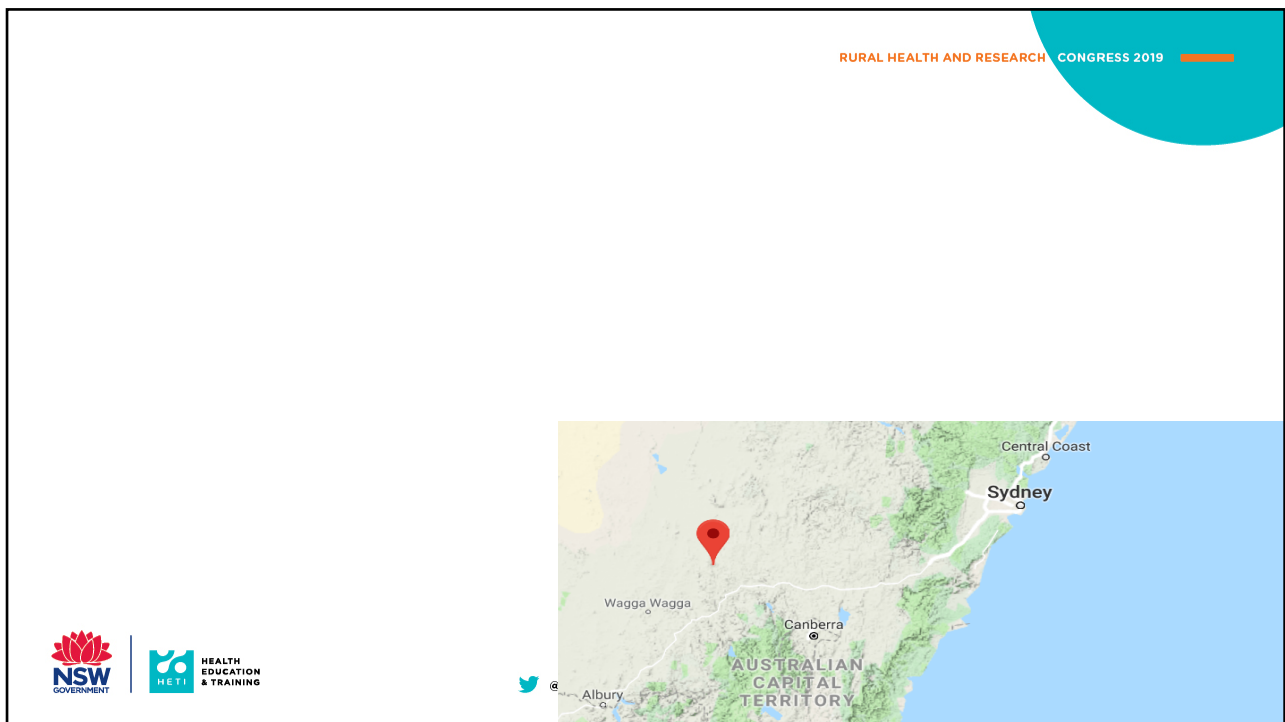 RURAL HEALTH AND RESEARCH CONGRESS 2019
Central Coast
Sydney
Wagga Wagga
Canberra
AUSTRALIAN
CAPITAL
TERRITORY
Albury
NSW
GOVERNMENT
HETI
HEALTH
EDUCATION
& TRAINING
@